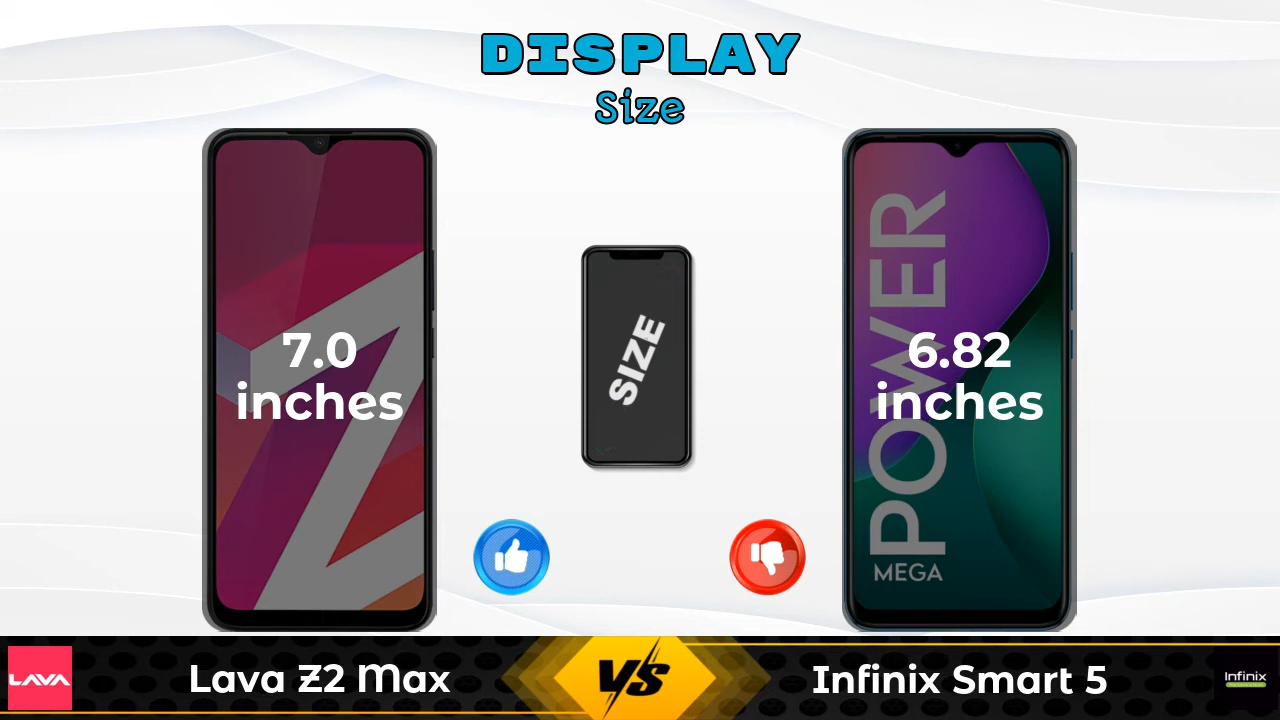 DISPLAY
Size
7.0
inches
SIZE
POWER
MEGA
6.82
inches
LAVA
Lava Z2 Max
VS
Infinix Smart 5
Infinix